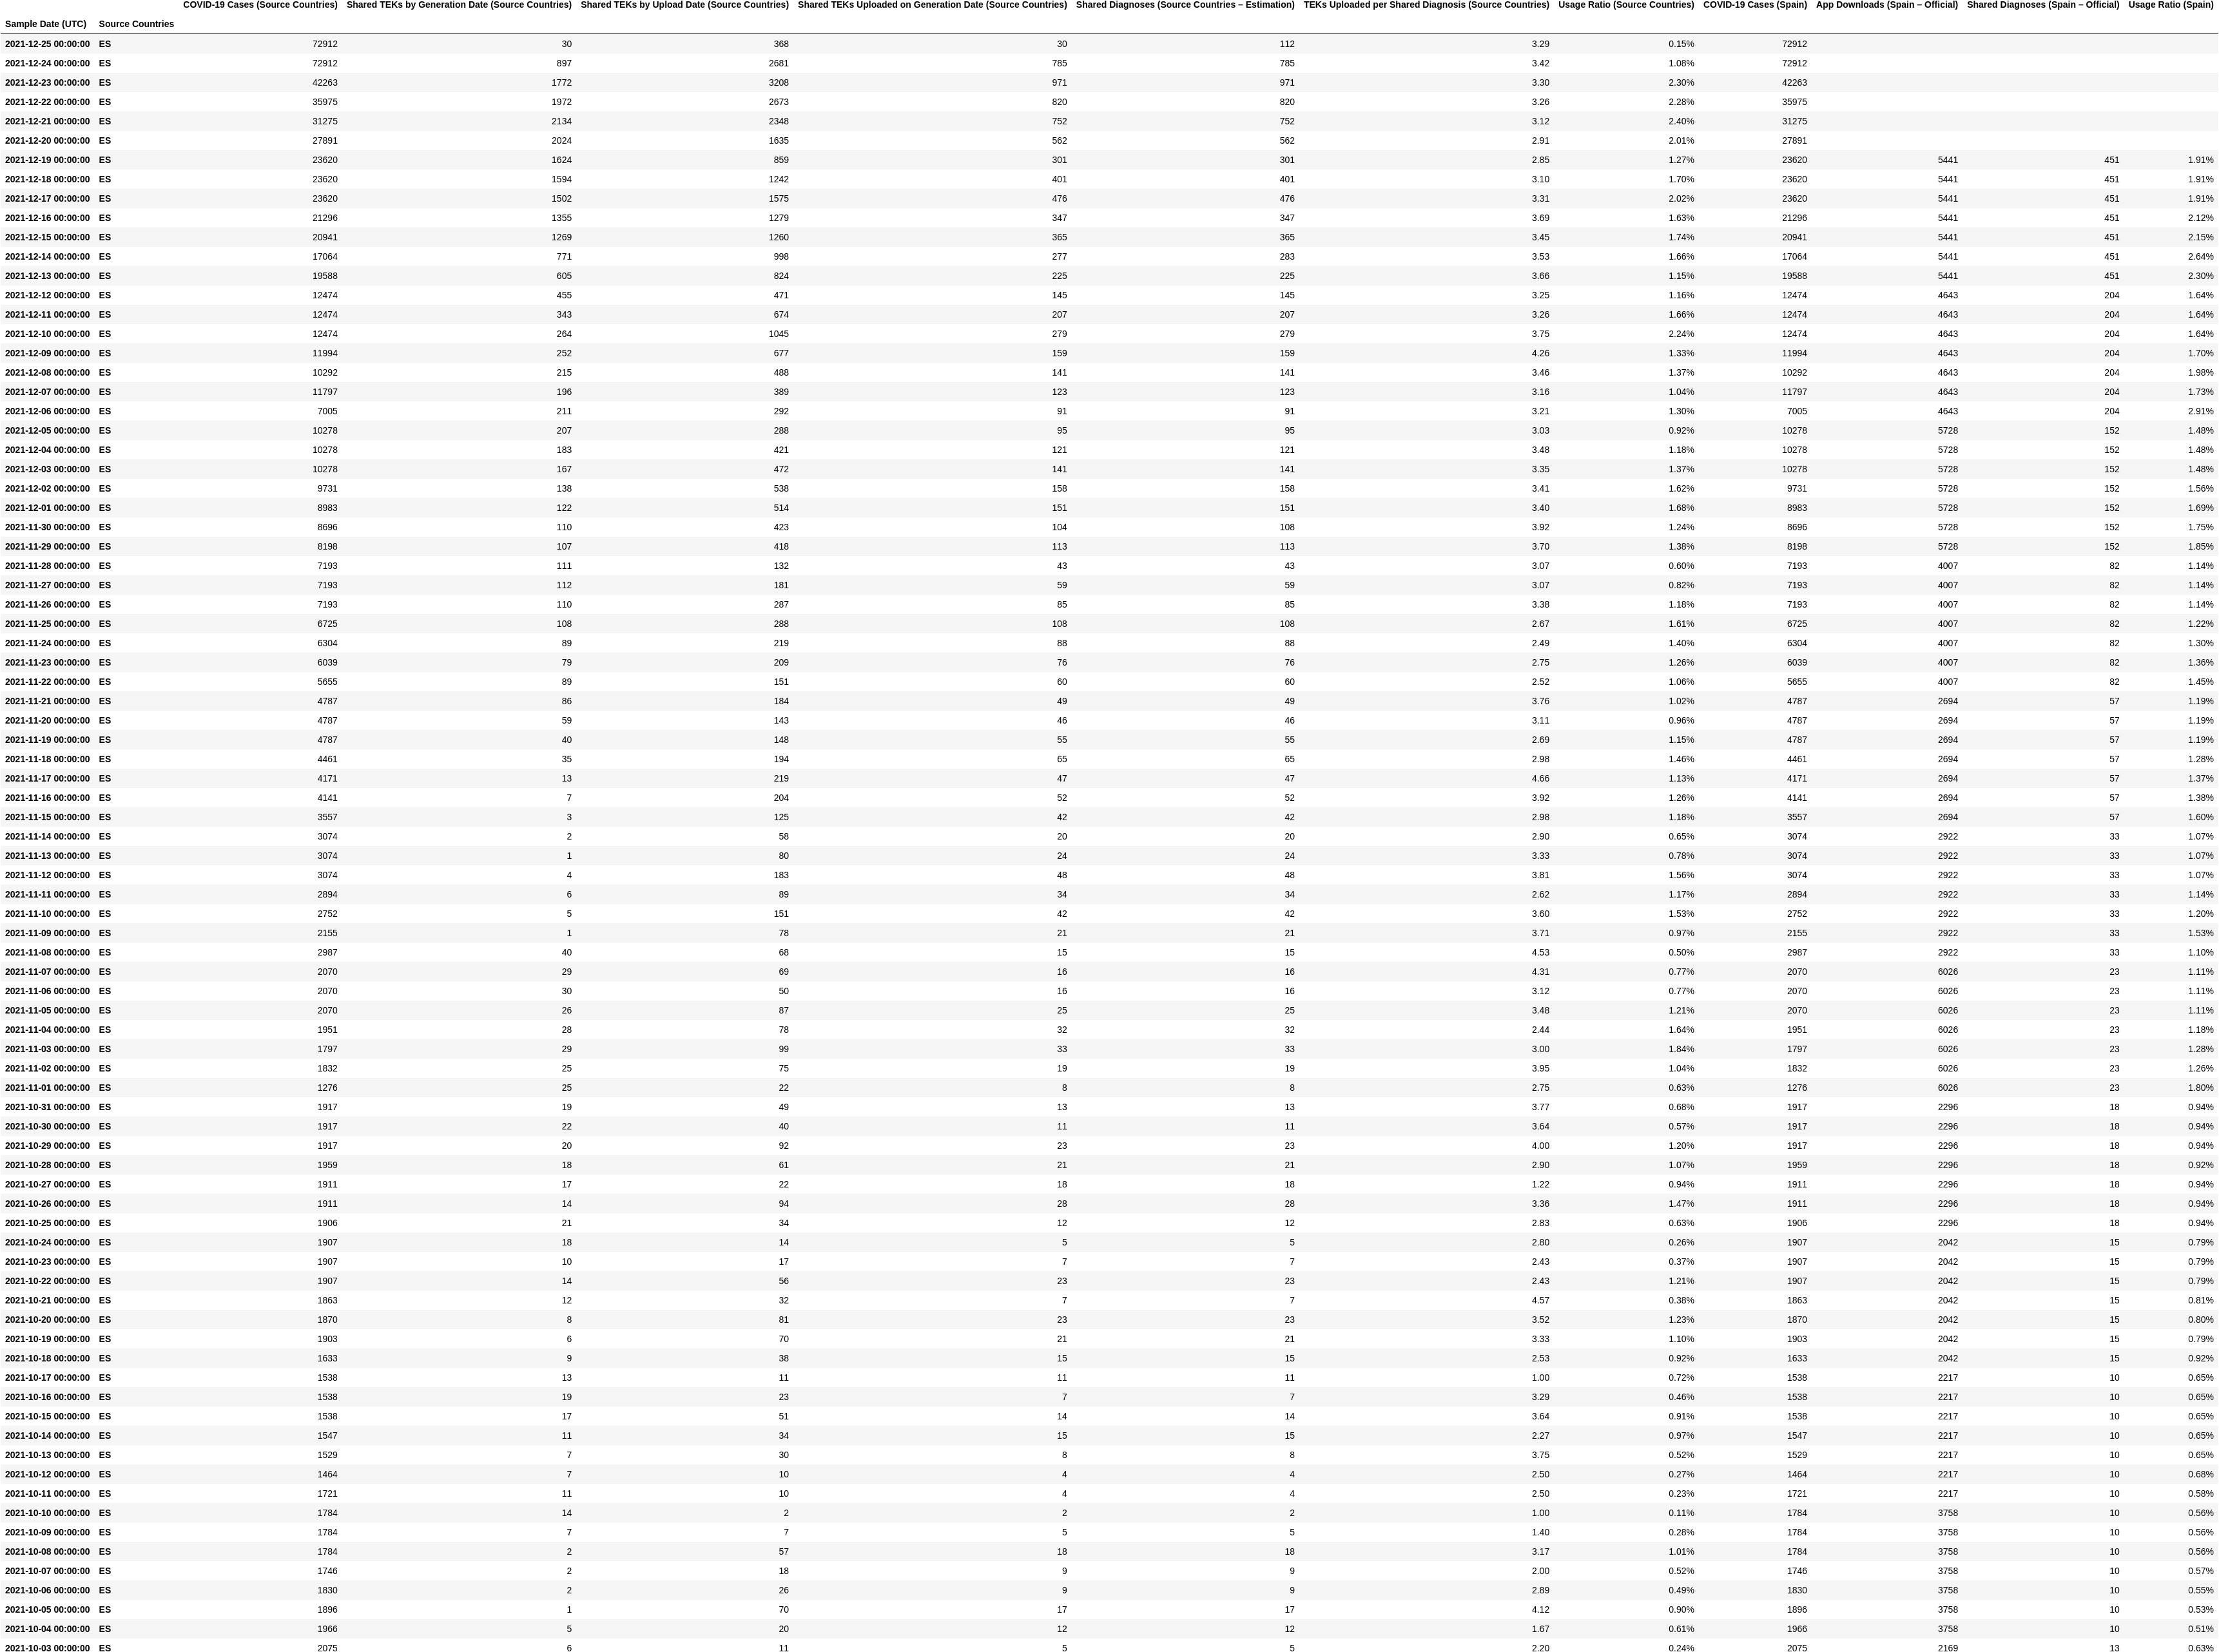 COVID-19 Cases (Source Countries) Shared TEKs by Generation Date (Source Countries) Shared TEKs by Upload Date (Source Countries) Shared TEKs Uploaded on Generation Date (Source Countries) Shared Diagnoses (Source Countries – Estimation) TEKs Uploaded per Shared Diagnosis (Source Countries) Usage Ratio (Source Countries) COVID-19 Cases (Spain) App Downloads (Spain – Official) Shared Diagnoses (Spain – Official) Usage Ratio (Spain)
Sample Date (UTC) Source Countries
2021-12-25 00:00:00 ES 72912 30 368 30 112 3.29 0.15% 72912
2021-12-24 00:00:00 ES 72912 897 2681 785 785 3.42 1.08% 72912
2021-12-23 00:00:00 ES 42263 1772 3208 971 971 3.30 2.30% 42263
2021-12-22 00:00:00 ES 35975 1972 2673 820 820 3.26 2.28% 35975
2021-12-21 00:00:00 ES 31275 2134 2348 752 752 3.12 2.40% 31275
2021-12-20 00:00:00 ES 27891 2024 1635 562 562 2.91 2.01% 27891
2021-12-19 00:00:00 ES 23620 1624 859 301 301 2.85 1.27% 23620 5441 451 1.91%
2021-12-18 00:00:00 ES 23620 1594 1242 401 401 3.10 1.70% 23620 5441 451 1.91%
2021-12-17 00:00:00 ES 23620 1502 1575 476 476 3.31 2.02% 23620 5441 451 1.91%
2021-12-16 00:00:00 ES 21296 1355 1279 347 347 3.69 1.63% 21296 5441 451 2.12%
2021-12-15 00:00:00 ES 20941 1269 1260 365 365 3.45 1.74% 20941 5441 451 2.15%
2021-12-14 00:00:00 ES 17064 771 998 277 283 3.53 1.66% 17064 5441 451 2.64%
2021-12-13 00:00:00 ES 19588 605 824 225 225 3.66 1.15% 19588 5441 451 2.30%
2021-12-12 00:00:00 ES 12474 455 471 145 145 3.25 1.16% 12474 4643 204 1.64%
2021-12-11 00:00:00 ES 12474 343 674 207 207 3.26 1.66% 12474 4643 204 1.64%
2021-12-10 00:00:00 ES 12474 264 1045 279 279 3.75 2.24% 12474 4643 204 1.64%
2021-12-09 00:00:00 ES 11994 252 677 159 159 4.26 1.33% 11994 4643 204 1.70%
2021-12-08 00:00:00 ES 10292 215 488 141 141 3.46 1.37% 10292 4643 204 1.98%
2021-12-07 00:00:00 ES 11797 196 389 123 123 3.16 1.04% 11797 4643 204 1.73%
2021-12-06 00:00:00 ES 7005 211 292 91 91 3.21 1.30% 7005 4643 204 2.91%
2021-12-05 00:00:00 ES 10278 207 288 95 95 3.03 0.92% 10278 5728 152 1.48%
2021-12-04 00:00:00 ES 10278 183 421 121 121 3.48 1.18% 10278 5728 152 1.48%
2021-12-03 00:00:00 ES 10278 167 472 141 141 3.35 1.37% 10278 5728 152 1.48%
2021-12-02 00:00:00 ES 9731 138 538 158 158 3.41 1.62% 9731 5728 152 1.56%
2021-12-01 00:00:00 ES 8983 122 514 151 151 3.40 1.68% 8983 5728 152 1.69%
2021-11-30 00:00:00 ES 8696 110 423 104 108 3.92 1.24% 8696 5728 152 1.75%
2021-11-29 00:00:00 ES 8198 107 418 113 113 3.70 1.38% 8198 5728 152 1.85%
2021-11-28 00:00:00 ES 7193 111 132 43 43 3.07 0.60% 7193 4007 82 1.14%
2021-11-27 00:00:00 ES 7193 112 181 59 59 3.07 0.82% 7193 4007 82 1.14%
2021-11-26 00:00:00 ES 7193 110 287 85 85 3.38 1.18% 7193 4007 82 1.14%
2021-11-25 00:00:00 ES 6725 108 288 108 108 2.67 1.61% 6725 4007 82 1.22%
2021-11-24 00:00:00 ES 6304 89 219 88 88 2.49 1.40% 6304 4007 82 1.30%
2021-11-23 00:00:00 ES 6039 79 209 76 76 2.75 1.26% 6039 4007 82 1.36%
2021-11-22 00:00:00 ES 5655 89 151 60 60 2.52 1.06% 5655 4007 82 1.45%
2021-11-21 00:00:00 ES 4787 86 184 49 49 3.76 1.02% 4787 2694 57 1.19%
2021-11-20 00:00:00 ES 4787 59 143 46 46 3.11 0.96% 4787 2694 57 1.19%
2021-11-19 00:00:00 ES 4787 40 148 55 55 2.69 1.15% 4787 2694 57 1.19%
2021-11-18 00:00:00 ES 4461 35 194 65 65 2.98 1.46% 4461 2694 57 1.28%
2021-11-17 00:00:00 ES 4171 13 219 47 47 4.66 1.13% 4171 2694 57 1.37%
2021-11-16 00:00:00 ES 4141 7 204 52 52 3.92 1.26% 4141 2694 57 1.38%
2021-11-15 00:00:00 ES 3557 3 125 42 42 2.98 1.18% 3557 2694 57 1.60%
2021-11-14 00:00:00 ES 3074 2 58 20 20 2.90 0.65% 3074 2922 33 1.07%
2021-11-13 00:00:00 ES 3074 1 80 24 24 3.33 0.78% 3074 2922 33 1.07%
2021-11-12 00:00:00 ES 3074 4 183 48 48 3.81 1.56% 3074 2922 33 1.07%
2021-11-11 00:00:00 ES 2894 6 89 34 34 2.62 1.17% 2894 2922 33 1.14%
2021-11-10 00:00:00 ES 2752 5 151 42 42 3.60 1.53% 2752 2922 33 1.20%
2021-11-09 00:00:00 ES 2155 1 78 21 21 3.71 0.97% 2155 2922 33 1.53%
2021-11-08 00:00:00 ES 2987 40 68 15 15 4.53 0.50% 2987 2922 33 1.10%
2021-11-07 00:00:00 ES 2070 29 69 16 16 4.31 0.77% 2070 6026 23 1.11%
2021-11-06 00:00:00 ES 2070 30 50 16 16 3.12 0.77% 2070 6026 23 1.11%
2021-11-05 00:00:00 ES 2070 26 87 25 25 3.48 1.21% 2070 6026 23 1.11%
2021-11-04 00:00:00 ES 1951 28 78 32 32 2.44 1.64% 1951 6026 23 1.18%
2021-11-03 00:00:00 ES 1797 29 99 33 33 3.00 1.84% 1797 6026 23 1.28%
2021-11-02 00:00:00 ES 1832 25 75 19 19 3.95 1.04% 1832 6026 23 1.26%
2021-11-01 00:00:00 ES 1276 25 22 8 8 2.75 0.63% 1276 6026 23 1.80%
2021-10-31 00:00:00 ES 1917 19 49 13 13 3.77 0.68% 1917 2296 18 0.94%
2021-10-30 00:00:00 ES 1917 22 40 11 11 3.64 0.57% 1917 2296 18 0.94%
2021-10-29 00:00:00 ES 1917 20 92 23 23 4.00 1.20% 1917 2296 18 0.94%
2021-10-28 00:00:00 ES 1959 18 61 21 21 2.90 1.07% 1959 2296 18 0.92%
2021-10-27 00:00:00 ES 1911 17 22 18 18 1.22 0.94% 1911 2296 18 0.94%
2021-10-26 00:00:00 ES 1911 14 94 28 28 3.36 1.47% 1911 2296 18 0.94%
2021-10-25 00:00:00 ES 1906 21 34 12 12 2.83 0.63% 1906 2296 18 0.94%
2021-10-24 00:00:00 ES 1907 18 14 5 5 2.80 0.26% 1907 2042 15 0.79%
2021-10-23 00:00:00 ES 1907 10 17 7 7 2.43 0.37% 1907 2042 15 0.79%
2021-10-22 00:00:00 ES 1907 14 56 23 23 2.43 1.21% 1907 2042 15 0.79%
2021-10-21 00:00:00 ES 1863 12 32 7 7 4.57 0.38% 1863 2042 15 0.81%
2021-10-20 00:00:00 ES 1870 8 81 23 23 3.52 1.23% 1870 2042 15 0.80%
2021-10-19 00:00:00 ES 1903 6 70 21 21 3.33 1.10% 1903 2042 15 0.79%
2021-10-18 00:00:00 ES 1633 9 38 15 15 2.53 0.92% 1633 2042 15 0.92%
2021-10-17 00:00:00 ES 1538 13 11 11 11 1.00 0.72% 1538 2217 10 0.65%
2021-10-16 00:00:00 ES 1538 19 23 7 7 3.29 0.46% 1538 2217 10 0.65%
2021-10-15 00:00:00 ES 1538 17 51 14 14 3.64 0.91% 1538 2217 10 0.65%
2021-10-14 00:00:00 ES 1547 11 34 15 15 2.27 0.97% 1547 2217 10 0.65%
2021-10-13 00:00:00 ES 1529 7 30 8 8 3.75 0.52% 1529 2217 10 0.65%
2021-10-12 00:00:00 ES 1464 7 10 4 4 2.50 0.27% 1464 2217 10 0.68%
2021-10-11 00:00:00 ES 1721 11 10 4 4 2.50 0.23% 1721 2217 10 0.58%
2021-10-10 00:00:00 ES 1784 14 2 2 2 1.00 0.11% 1784 3758 10 0.56%
2021-10-09 00:00:00 ES 1784 7 7 5 5 1.40 0.28% 1784 3758 10 0.56%
2021-10-08 00:00:00 ES 1784 2 57 18 18 3.17 1.01% 1784 3758 10 0.56%
2021-10-07 00:00:00 ES 1746 2 18 9 9 2.00 0.52% 1746 3758 10 0.57%
2021-10-06 00:00:00 ES 1830 2 26 9 9 2.89 0.49% 1830 3758 10 0.55%
2021-10-05 00:00:00 ES 1896 1 70 17 17 4.12 0.90% 1896 3758 10 0.53%
2021-10-04 00:00:00 ES 1966 5 20 12 12 1.67 0.61% 1966 3758 10 0.51%
2021-10-03 00:00:00 ES 2075 6 11 5 5 2.20 0.24% 2075 2169 13 0.63%